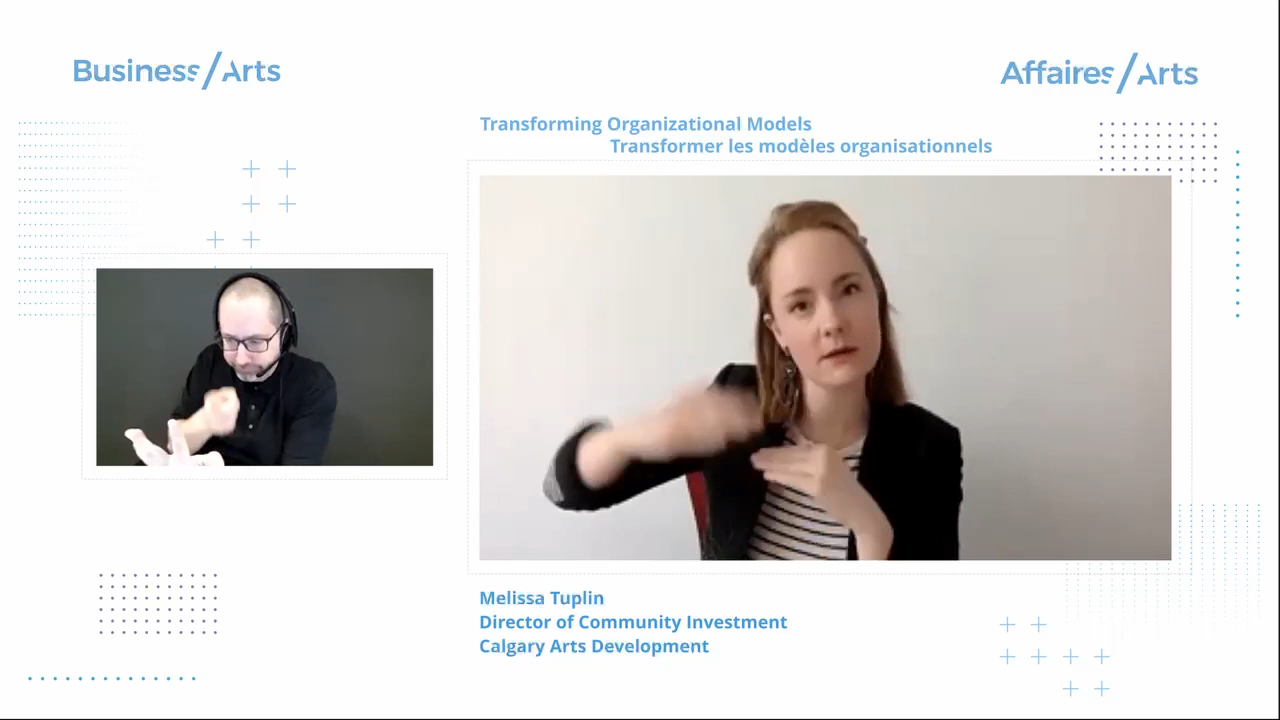 Business/Arts
Affaires/Arts
Transforming Organizational Models
Transformer les modèles organisationnels
Melissa Tuplin
Director of Community Investment
Calgary Arts Development